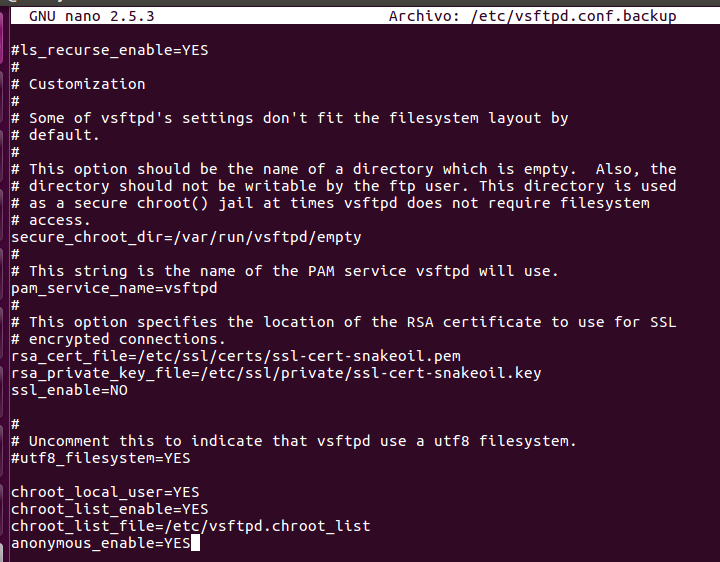 GNU nano 2.5.3 Archivo: /etc/vsftpd.conf.backup
#ls_recurse_enable=YES
#
# Customization
#
# Some of vsftpd's settings don't fit the filesystem layout by
# default.
#
# This option should be the name of a directory which is empty.  Also, the
# directory should not be writable by the ftp user. This directory is used
# as a secure chroot() jail at times vsftpd does not require filesystem
# access.
secure_chroot_dir=/var/run/vsftpd/empty
#
# This string is the name of the PAM service vsftpd will use.
pam_service_name=vsftpd
#
# This option specifies the location of the RSA certificate to use for SSL
# encrypted connections.
rsa_cert_file=/etc/ssl/certs/ssl-cert-snakeoil.pem
rsa_private_key_file=/etc/ssl/private/ssl-cert-snakeoil.key
ssl_enable=NO
#
# Uncomment this to indicate that vsftpd use a utf8 filesystem.
#utf8_filesystem=YES
chroot_local_user=YES
chroot_list_enable=YES
chroot_list_file=/etc/vsftpd.chroot_list
anonymous_enable=YES